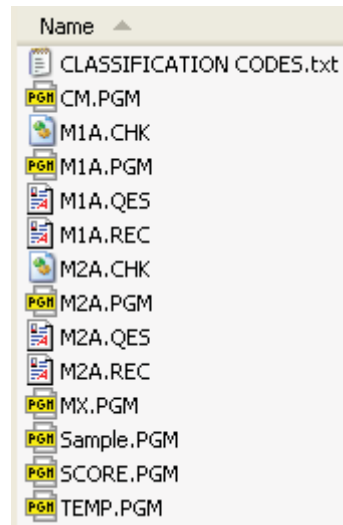 Name
CLASSIFICATION CODES.txt
PGM CM.PGM
M1A.CHK
PGM M1A.PGM
M1A.QES
M1A.REC
M2A.CHK
PGM M2A.PGM
M2A.QES
M2A.REC
PGM MX.PGM
PGM Sample.PGM
PGM SCORE.PGM
PGM TEMP.PGM